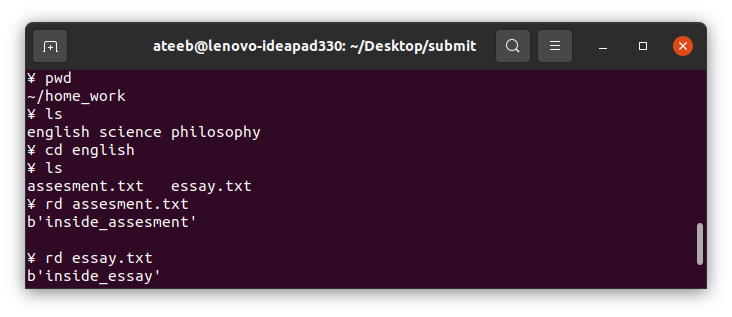 ateeb@lenovo-ideapad330: ~/Desktop/submit
¥ pwd
~/home_work
¥ ls
english science philosophy
¥ cd english
¥ ls
assesment.txt   essay.txt
¥ rd assesment.txt
b'inside_assesment'
¥ rd essay.txt
b'inside_essay'